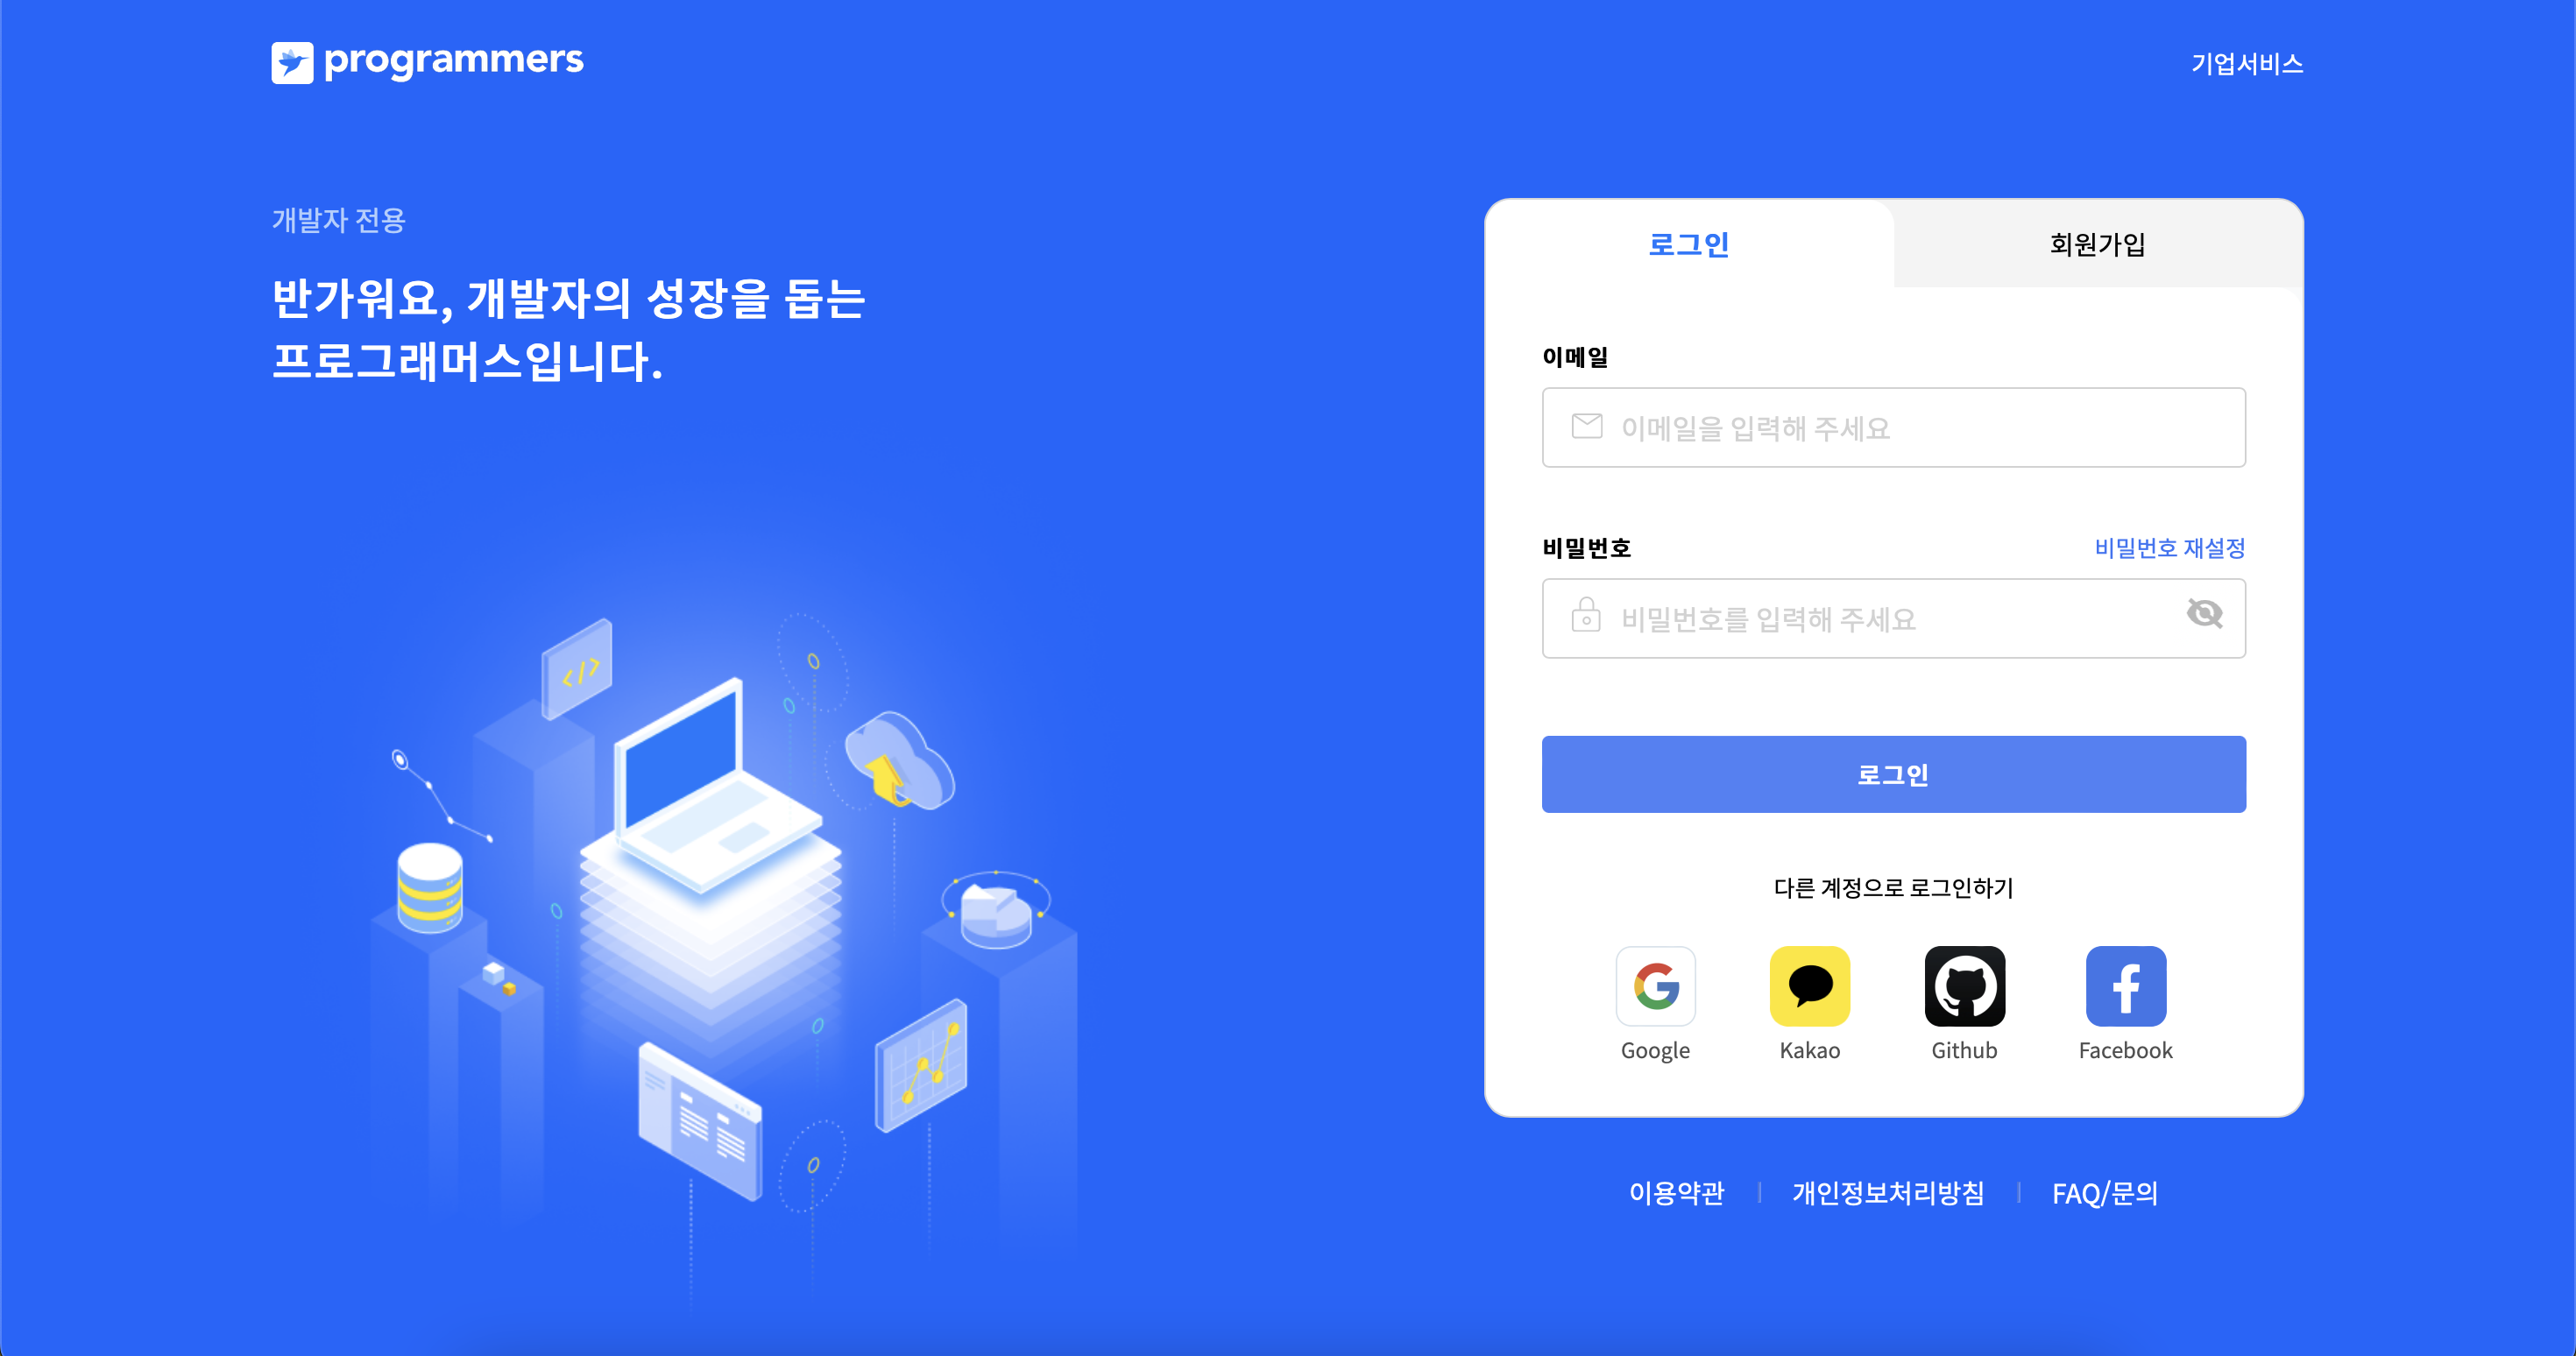 programmers
기업서비스
개발자 전용
반가워요, 개발자의 성장을 돕는
프로그래머스입니다.
로그인
회원가입
이메일
이메일을 입력해 주세요
비밀번호
비밀번호 재설정
비밀번호를 입력해 주세요
로그인
다른 계정으로 로그인하기
Google
Kakao
Github
Facebook
이용약관
개인정보처리방침
FAQ/문의